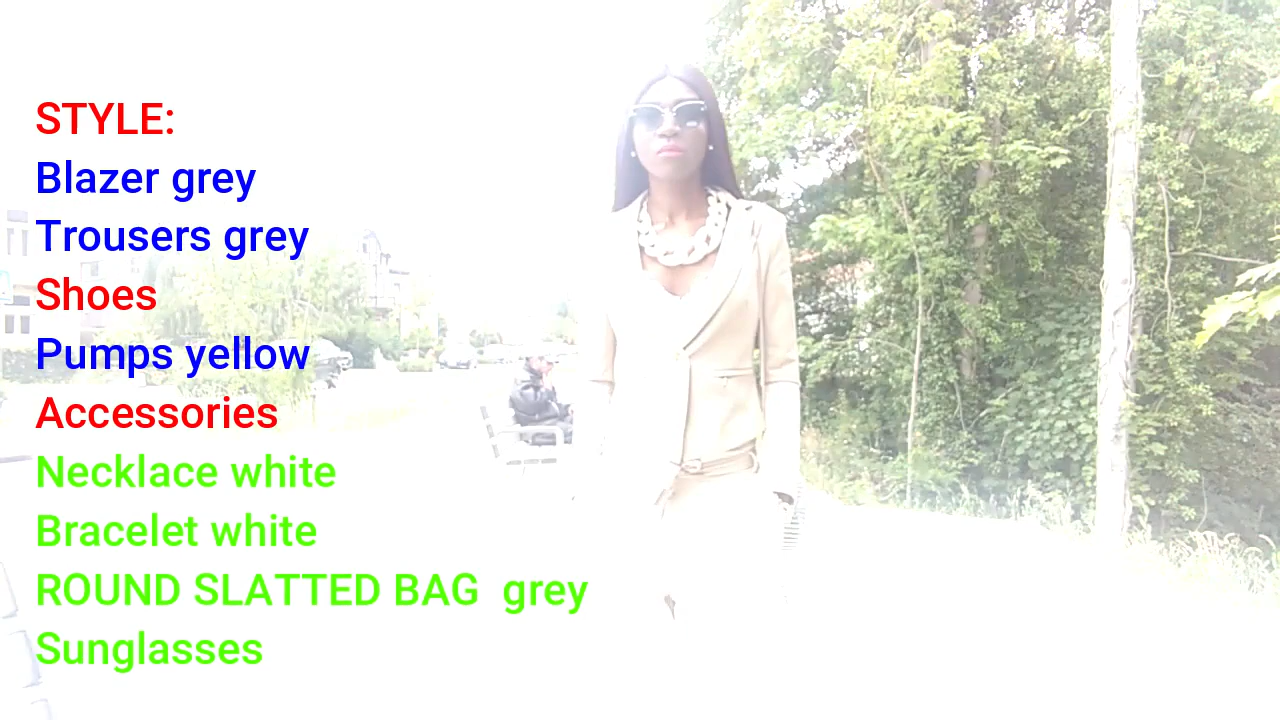 STYLE:
Blazer grey
Trousers grey
Shoes
Pumps yellow
Accessories
Necklace white
Bracelet white
ROUND SLATTED BAG  grey
Sunglasses